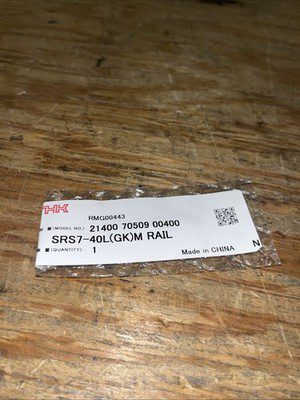 THK
RMG00443
■(MODEL NO.) 21400 70509 00400
SRS7-40L(GK)M RAIL
■(QUANTITY) 1
Made in CHINA
N